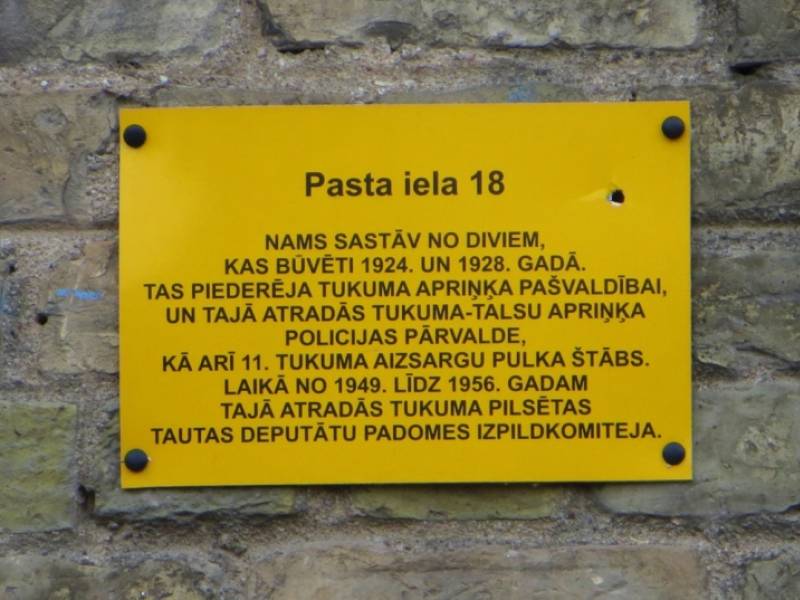 Pasta iela 18
NAMS SASTĀV NO DIVIEM,
KAS BŪVĒTI 1924. UN 1928. GADĀ.
TAS PIEDERĒJA TUKUMA APRIŅĶA PAŠVALDĪBAI,
UN TAJĀ ATRADĀS TUKUMA-TALSU APRIŅĶA
POLICIJAS PĀRVALDE,
KĀ ARĪ 11. TUKUMA AIZSARGU PULKA ŠTĀBS.
LAIKĀ NO 1949. LĪDZ 1956. GADAM
TAJĀ ATRADĀS TUKUMA PILSĒTAS
TAUTAS DEPUTĀTU PADOMES IZPILDKOMITEJA.